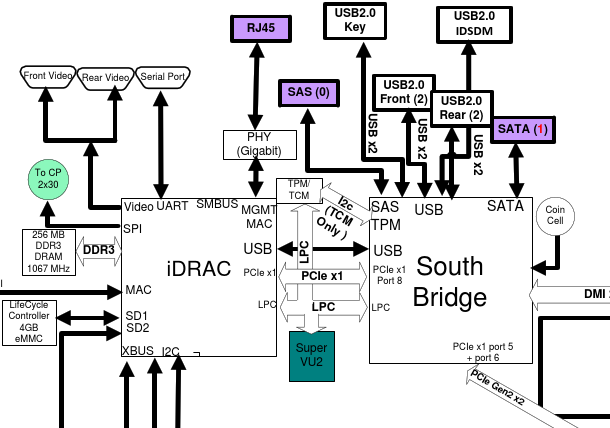 RJ45
USB2.0
Key
USB2.0
IDSDM
Front Video
Rear Video
Serial Port
SAS (0)
USB2.0
Front (2)
USB2.0
Rear (2)
SATA (1)
USB x2
USB x2
USB x2
PHY
(Gigabit)
To CP
2x30
TPM/
TCM
I2c
(TCM
Only )
Video
UART
SMBUS
MGMT
MAC
SPI
256 MB
DDR3
DRAM
1067 MHz
DDR3
iDRAC
USB
PCIe x1
LPC
MAC
SD1
SD2
XBUS
I2C
LifeCycle
Controller
4GB
eMMC
LPC
PCIe x1
LPC
Super
VU2
SAS
TPM
USB
SATA
USB
PCIe x1
Port 8
LPC
South
Bridge
PCIe x1 port 5
+ port 6
Coin
Cell
DMI
PCIe Gen2 x2